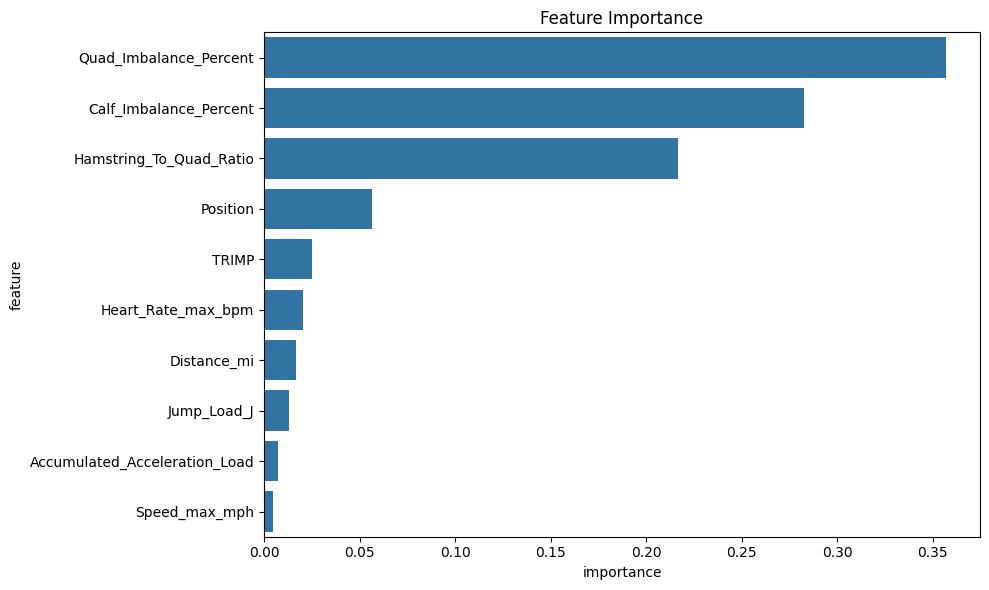 Feature Importance
Quad_Imbalance_Percent
Calf_Imbalance_Percent
Hamstring_To_Quad_Ratio
Position
TRIMP
Heart_Rate_max_bpm
Distance_mi
Jump_Load_J
Accumulated_Acceleration_Load
Speed_max_mph
feature
0.00 0.05 0.10 0.15 0.20 0.25 0.30 0.35
importance